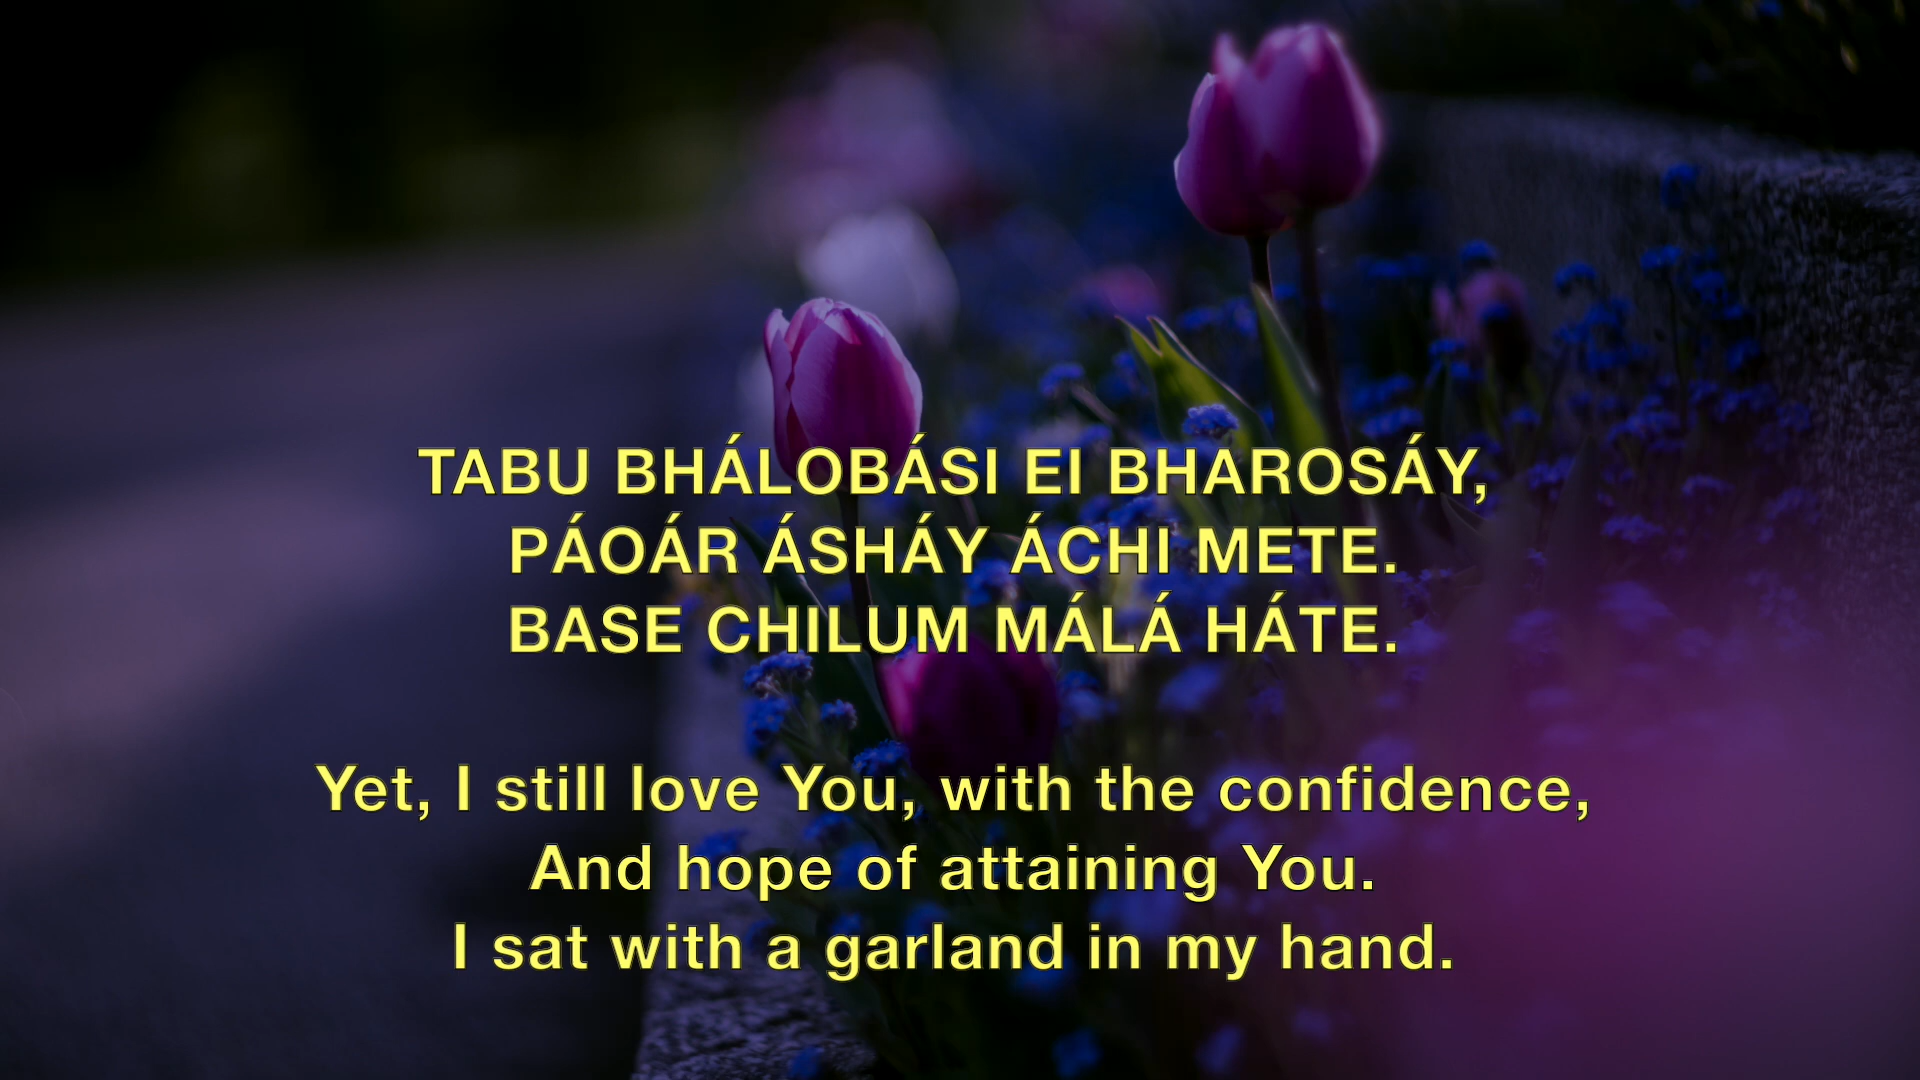 TABU BHÁLOBÁSI EI BHAROSÁY,
PÁOÁR ÁSHÁY ÁCHI METE.
BASE CHILUM MÁLÁ HÁTE.
Yet, I still love You, with the confidence,
And hope of attaining You.
I sat with a garland in my hand.